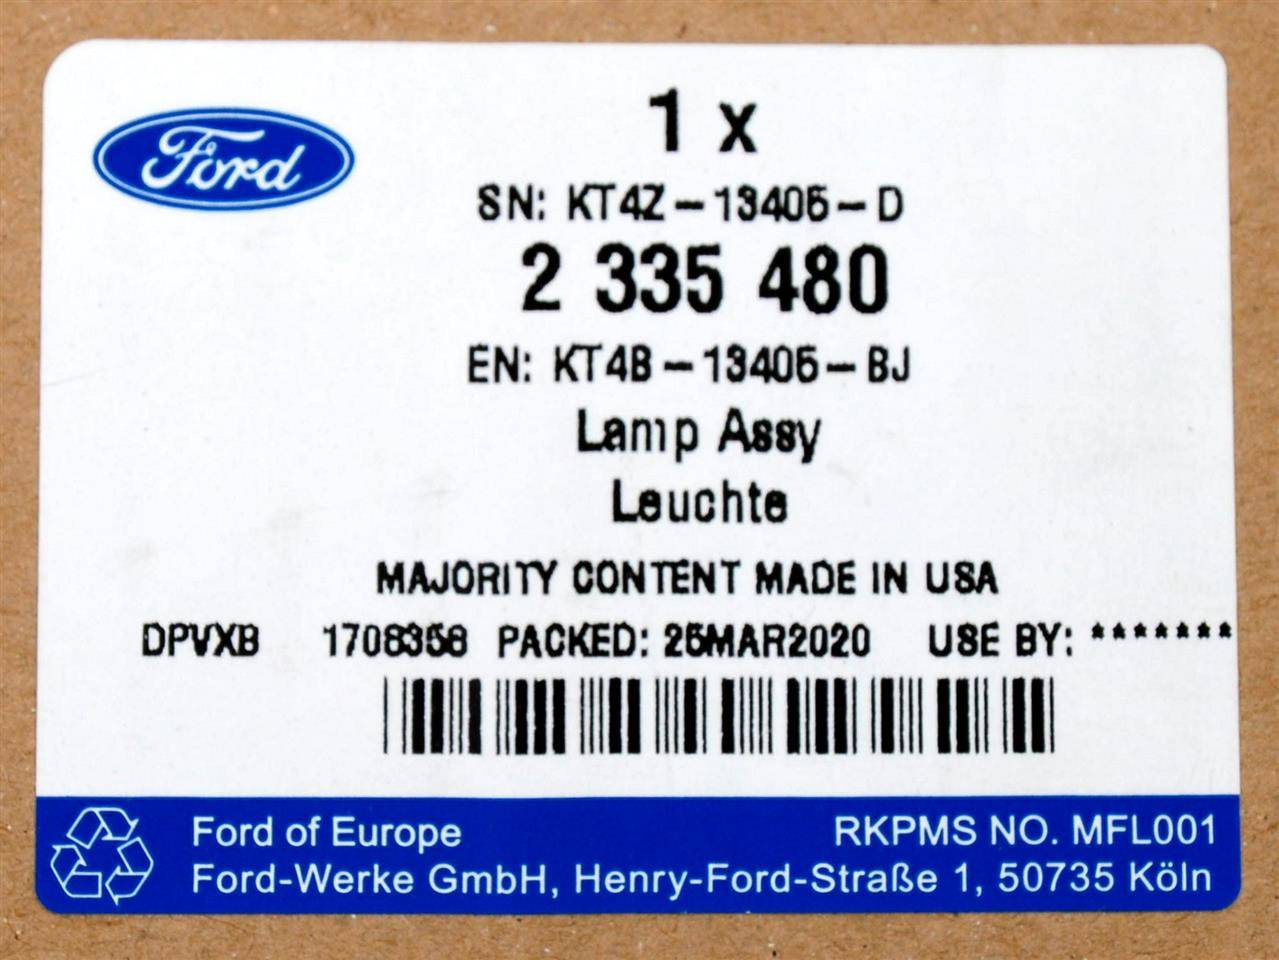 Ford
1 x
SN: KT4Z-13405-D
2 335 480
EN: KT4B-13405-BJ
Lamp Assy
Leuchte
MAJORITY CONTENT MADE IN USA
DPVXB 1708358 PACKED: 25MAR2020 USE BY: *******
Ford of Europe RKPMS NO. MFL001
Ford-Werke GmbH, Henry-Ford-Straße 1, 50735 Köln